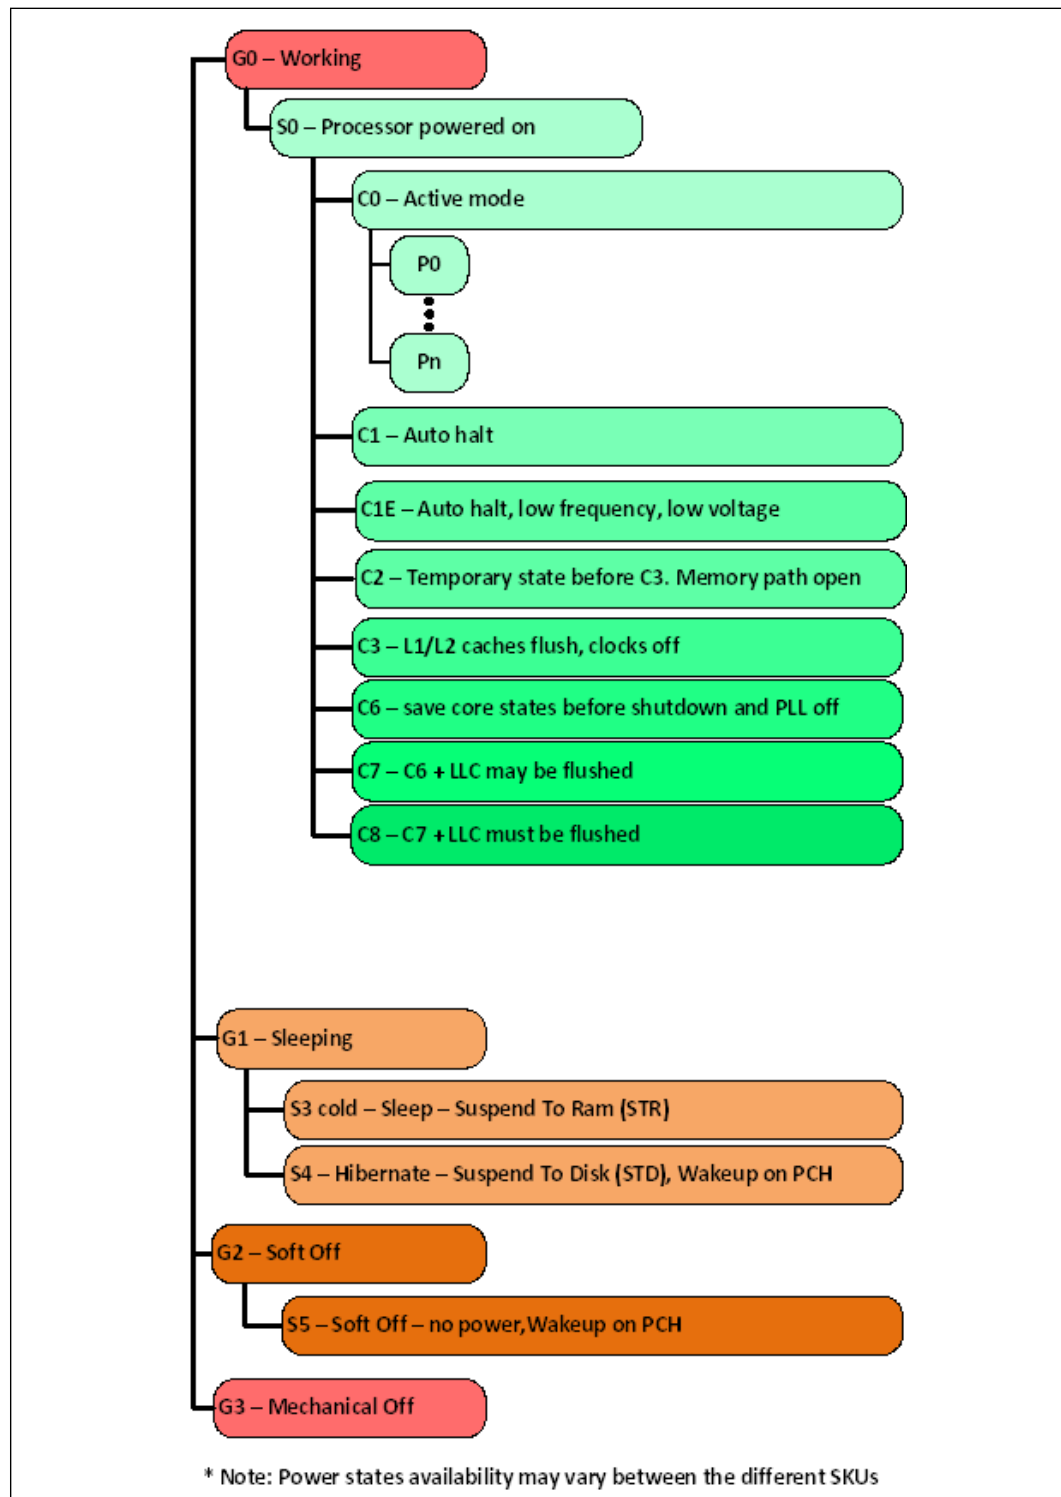 G0 – Working
S0 – Processor powered on
C0 – Active mode
P0
Pn
C1 – Auto halt
C1E – Auto halt, low frequency, low voltage
C2 – Temporary state before C3. Memory path open
C3 – L1/L2 caches flush, clocks off
C6 – save core states before shutdown and PLL off
C7 – C6 + LLC may be flushed
C8 – C7 + LLC must be flushed
G1 – Sleeping
S3 cold – Sleep – Suspend To Ram (STR)
S4 – Hibernate – Suspend To Disk (STD), Wakeup on PCH
G2 – Soft Off
S5 – Soft Off – no power,Wakeup on PCH
G3 – Mechanical Off
* Note: Power states availability may vary between the different SKUs